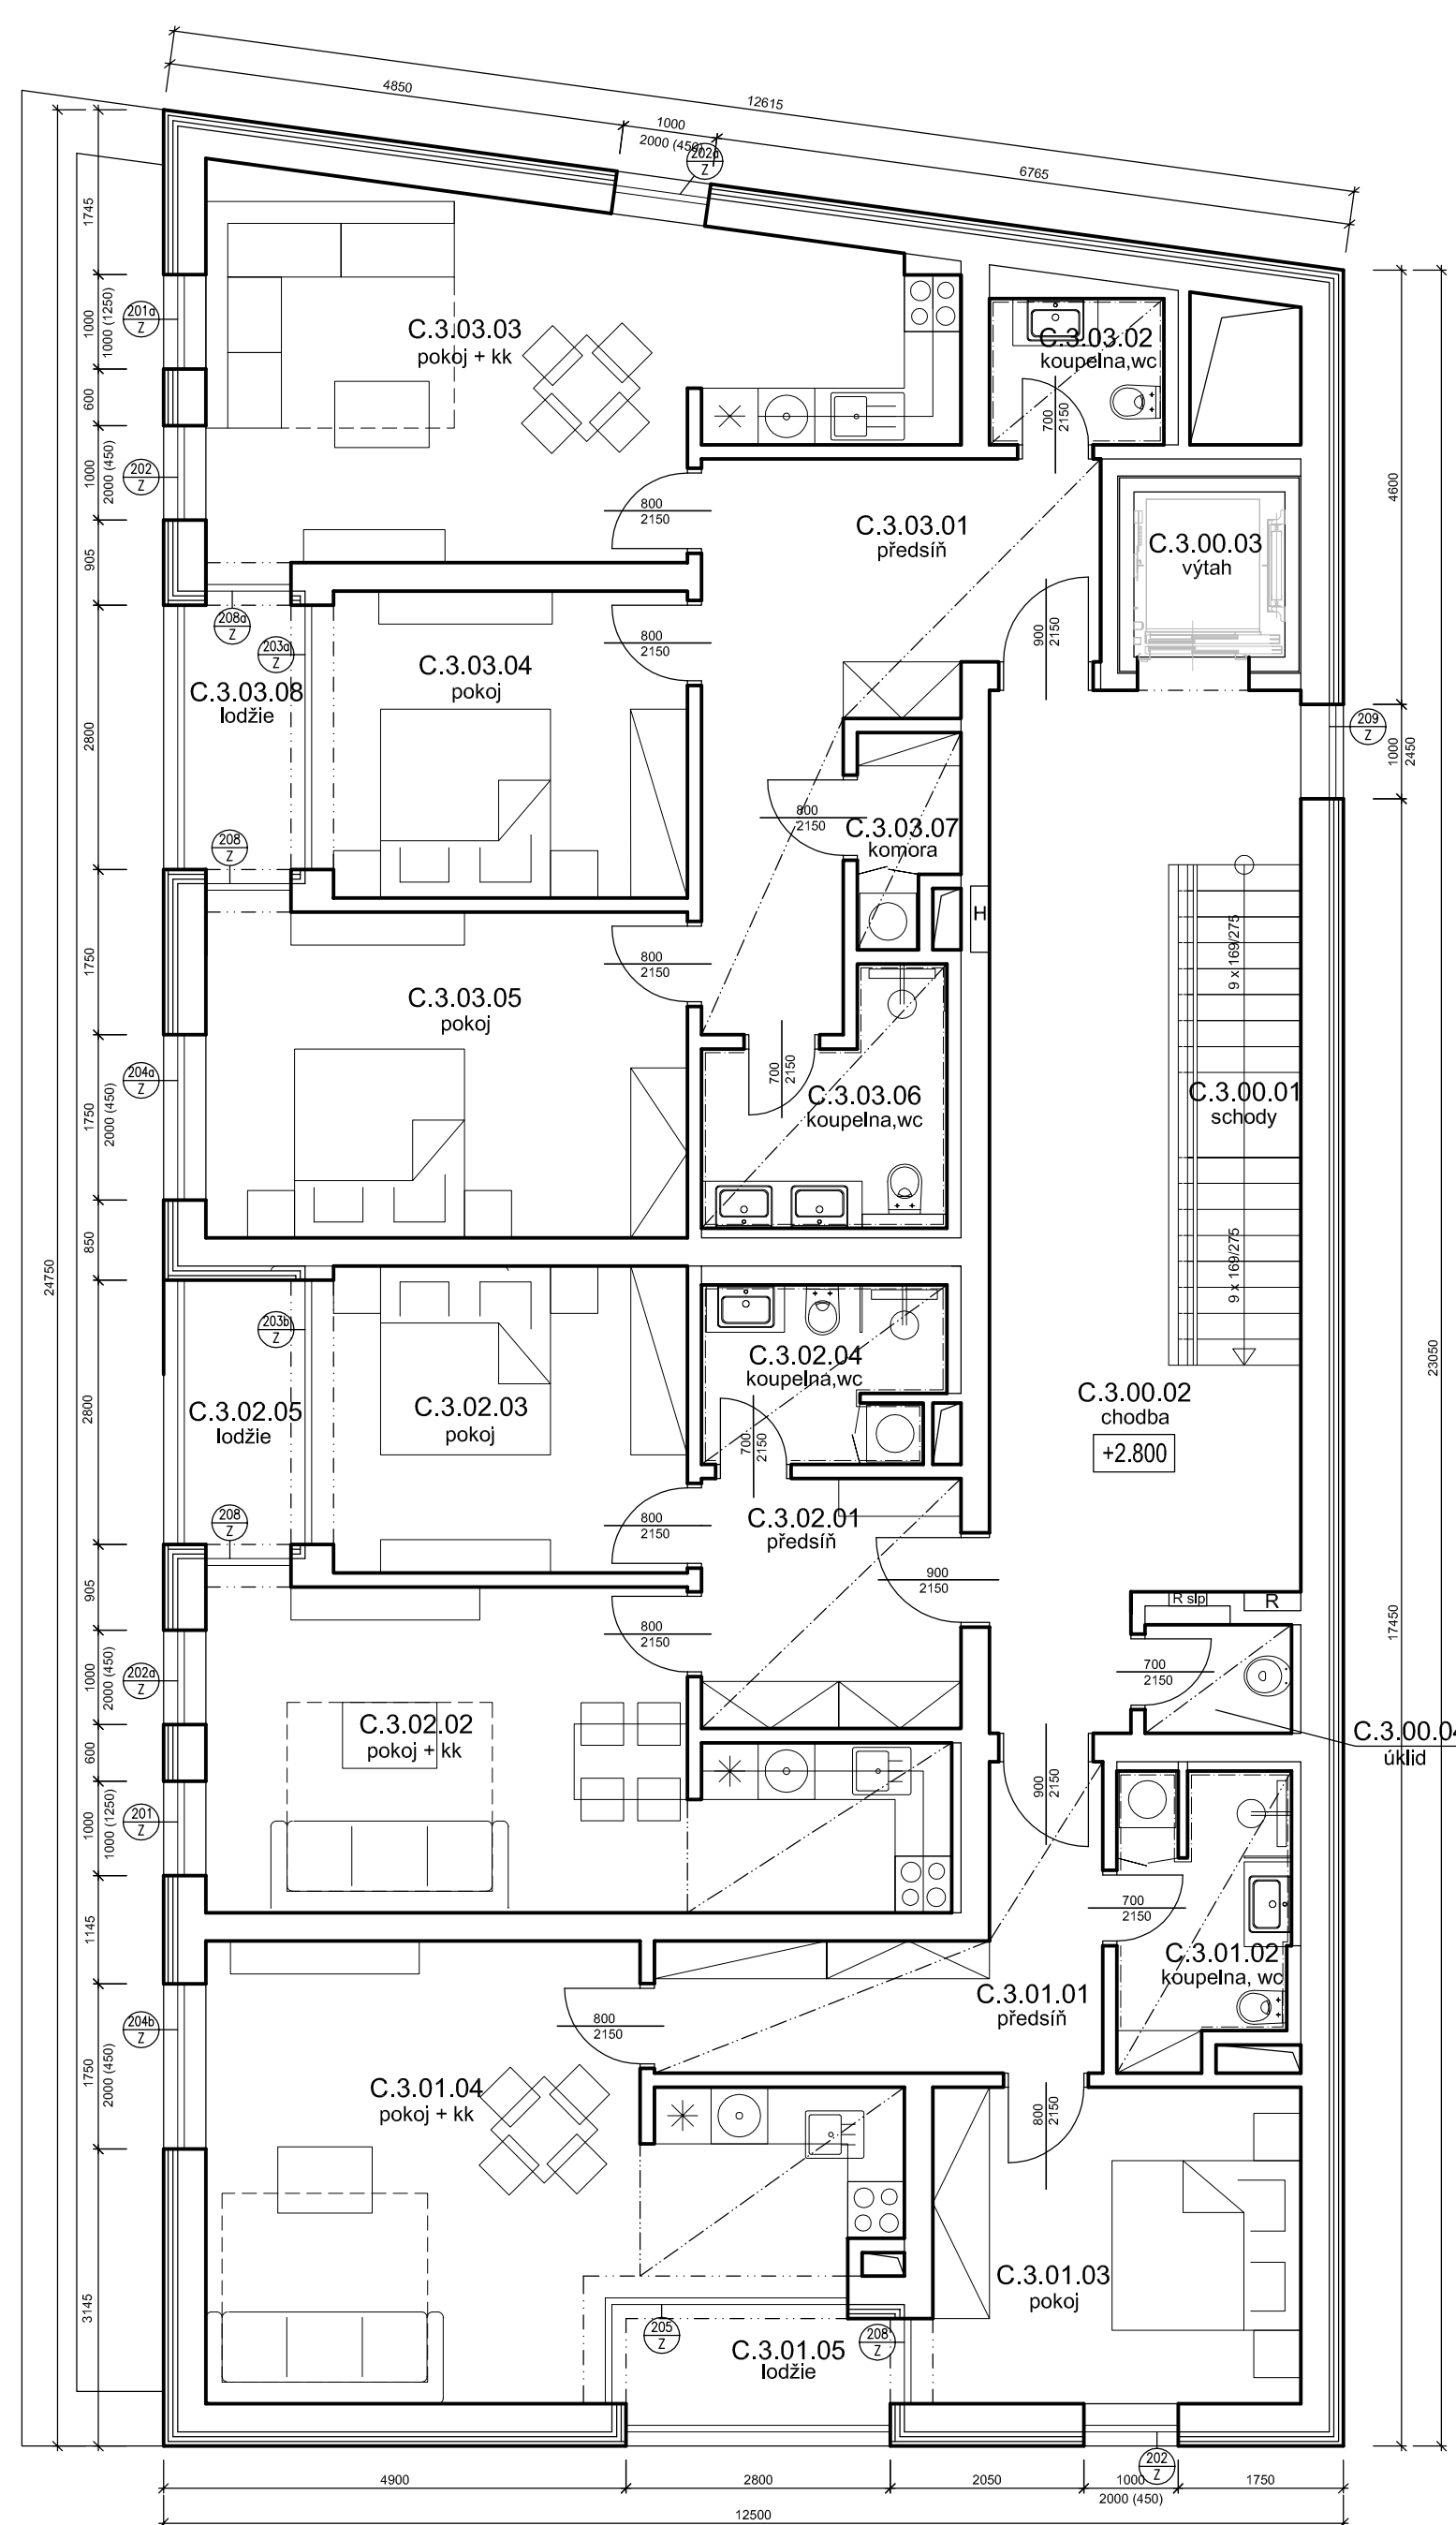 4850
12615
1000
2000 (450)
202a
Z
6765
1745
1000
1000 (1250)
201a
Z
C.3.03.03
pokoj + kk
C.3.03.02
koupelna,wc
700
2150
600
1000
2000 (450)
202
Z
4600
800
2150
C.3.03.01
předsíň
C.3.00.03
výtah
905
208a
Z
203a
Z
800
2150
900
2150
C.3.03.04
pokoj
C.3.03.08
lodžie
2800
209
Z
1000
2450
800
2150
C.3.03.07
komora
208
Z
H
9 x 169/275
1750
800
2150
C.3.03.05
pokoj
204a
Z
1750
2000 (450)
700
2150
C.3.03.06
koupelna,wc
C.3.00.01
schody
850
24750
9 x 169/275
203b
Z
C.3.02.04
koupelna,wc
23050
2800
C.3.02.05
lodžie
C.3.02.03
pokoj
C.3.00.02
chodba
+2.800
700
2150
208
Z
800
2150
C.3.02.01
předsíň
905
900
2150
R slp
R
17450
800
2150
1000
2000 (450)
202a
Z
700
2150
C.3.02.02
pokoj + kk
C.3.00.04
úklid
600
900
2150
1000
1000 (1250)
201
Z
700
2150
1145
C.3.01.02
koupelna, wc
C.3.01.01
předsíň
204b
Z
800
2150
1750
2000 (450)
C.3.01.04
pokoj + kk
800
2150
C.3.01.03
pokoj
3145
205
Z
208
Z
C.3.01.05
lodžie
202
Z
4900
2800
2050
1000
2000 (450)
1750
12500